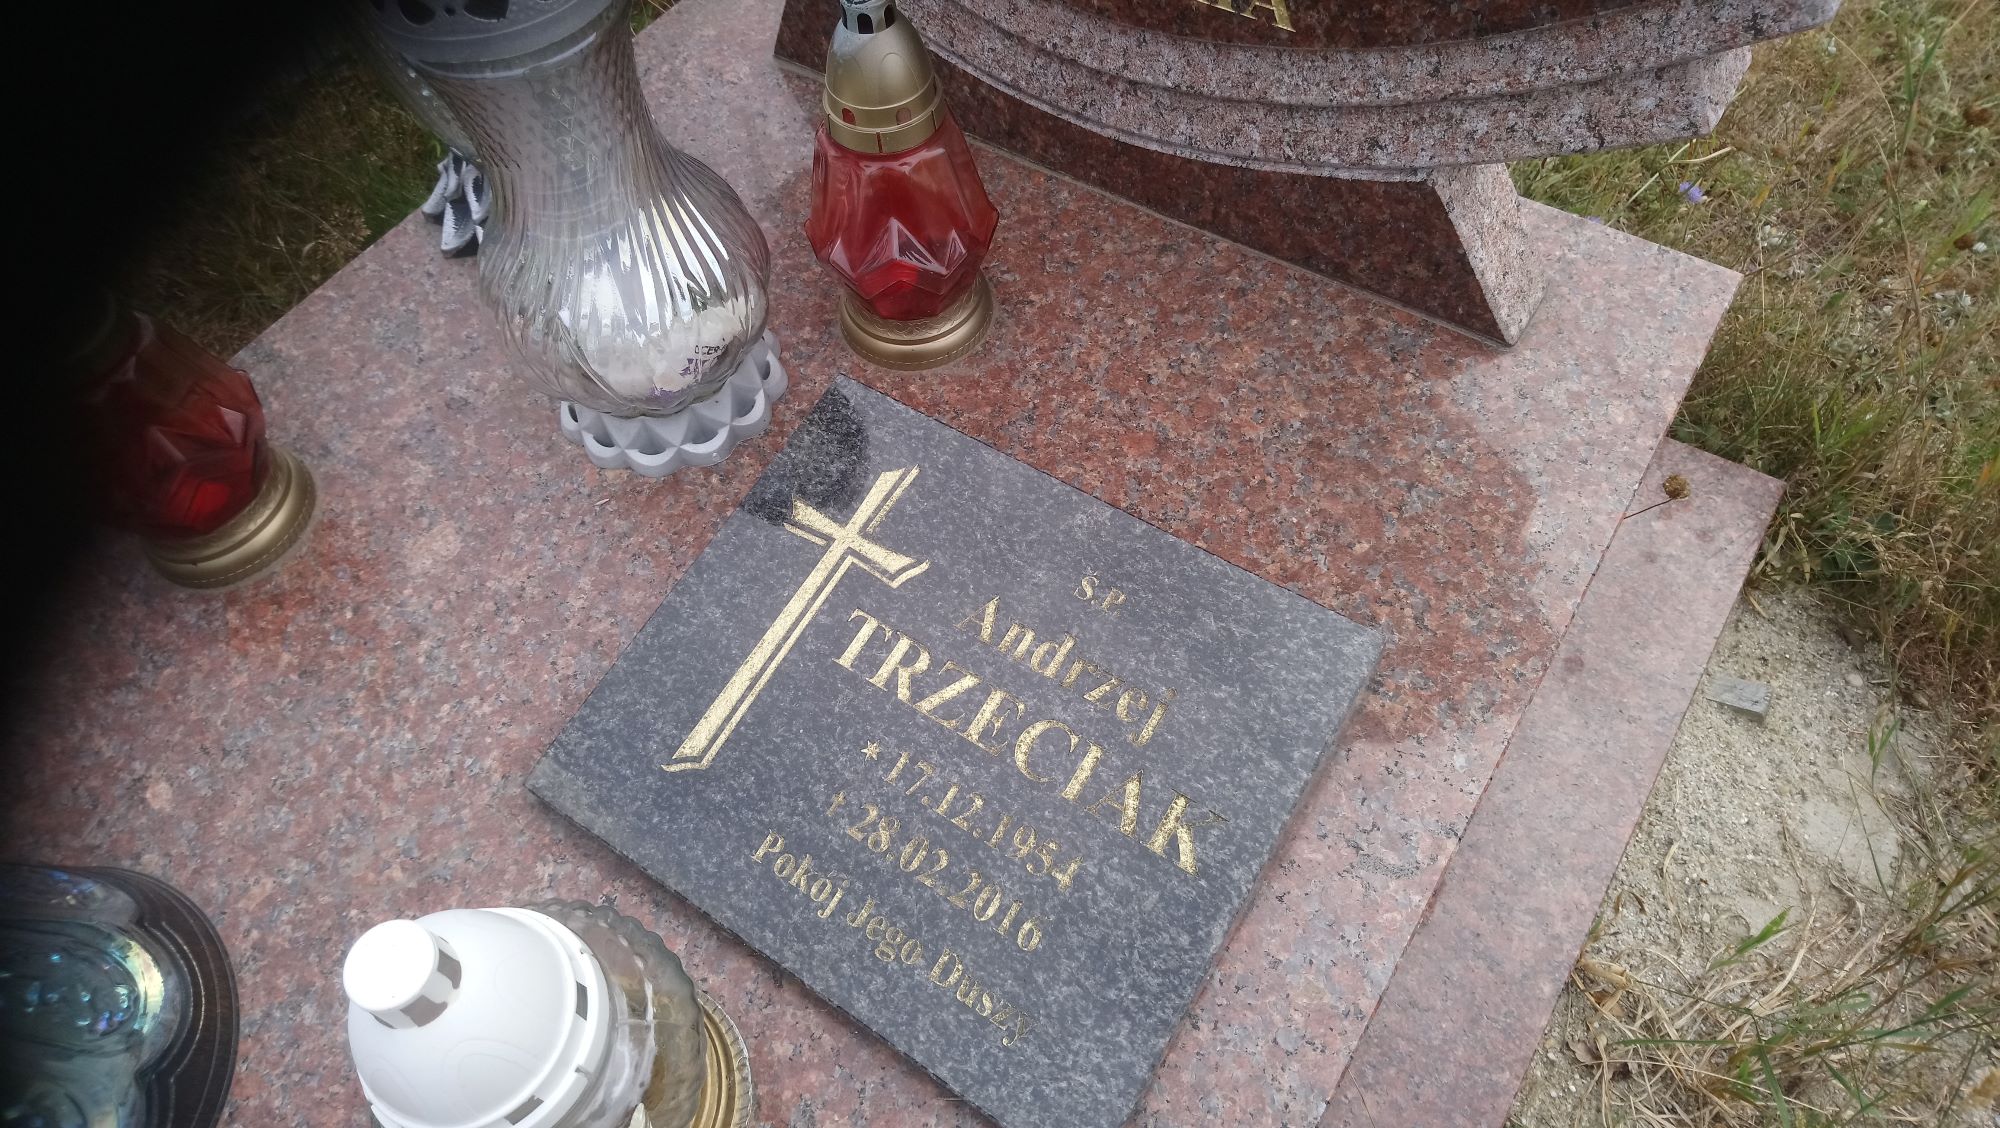 Ś.P.
Andrzej
TRZECIAK
* 17.12.1954
† 28.02.2016
Pokój Jego Duszy